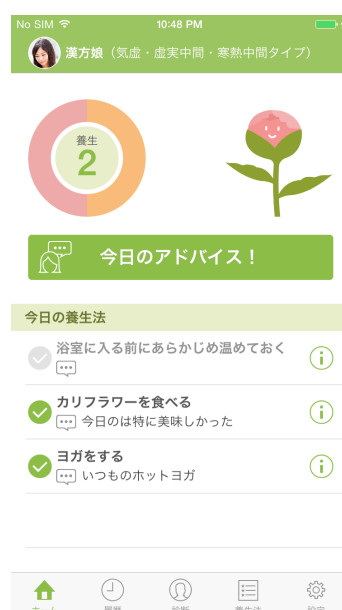 No SIM 10:48 PM
漢方娘（気虚・虚実中間・寒熱中間タイプ）
養生
2
今日のアドバイス！
今日の養生法
浴室に入る前にあらかじめ温めておく
カリフラワーを食べる
今日のは特に美味しかった
ヨガをする
いつものホットヨガ